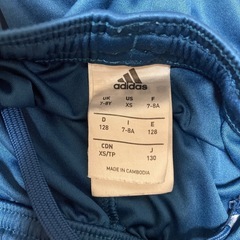 adidas
UK US F
7-8Y XS 7-8A
D I E
128 7-8A 128
CDN J
XS/TP 130
MADE IN CAMBODIA